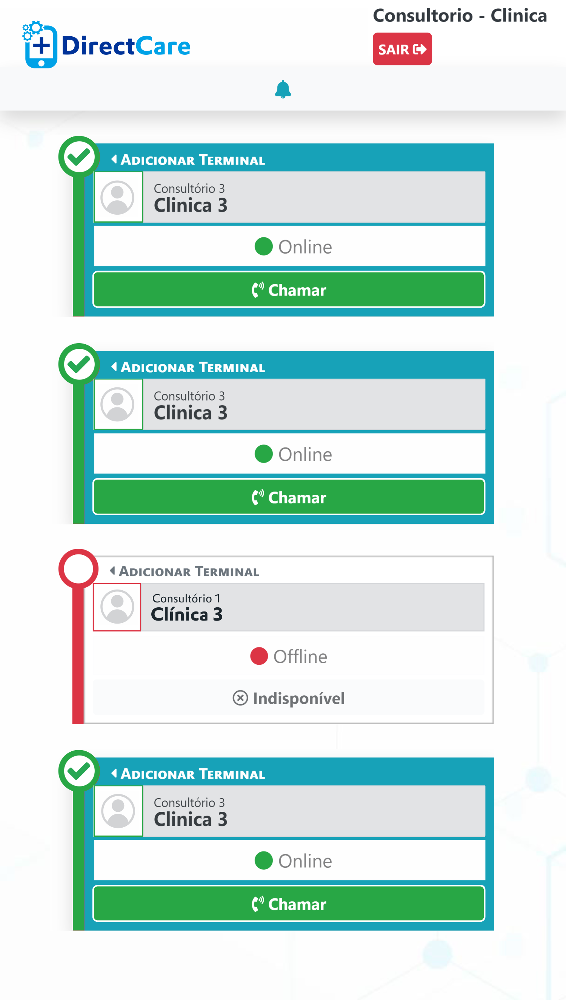 Consultorio - Clinica
DirectCare
SAIR
Adicionar Terminal
Consultório 3
Clinica 3
Online
Chamar
Adicionar Terminal
Consultório 3
Clinica 3
Online
Chamar
Adicionar Terminal
Consultório 1
Clínica 3
Offline
Indisponível
Adicionar Terminal
Consultório 3
Clinica 3
Online
Chamar